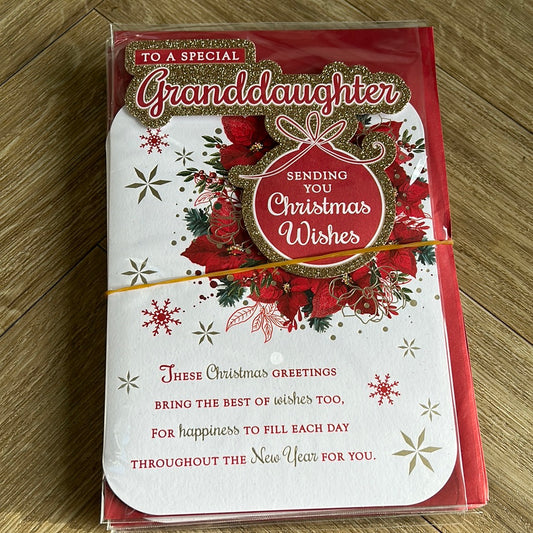 TO A SPECIAL
Granddaughter
SENDING
YOU
Christmas
Wishes
THESE Christmas GREETINGS
BRING THE BEST OF wishes TOO,
FOR happiness TO FILL EACH DAY
THROUGHOUT THE New Year FOR YOU.